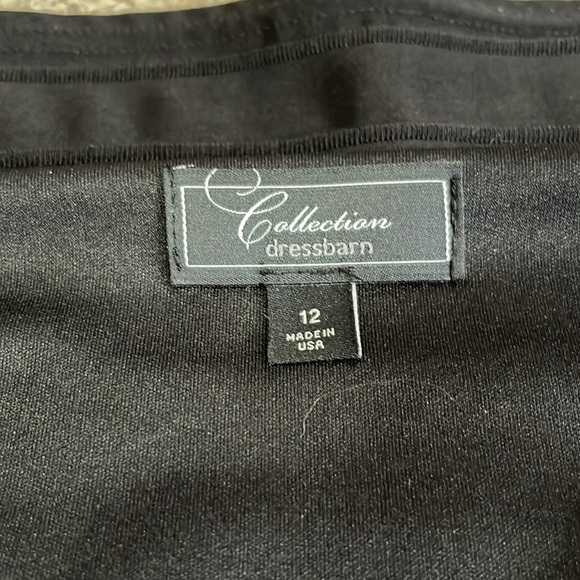 Collection
dressbarn
12
MADE IN
USA